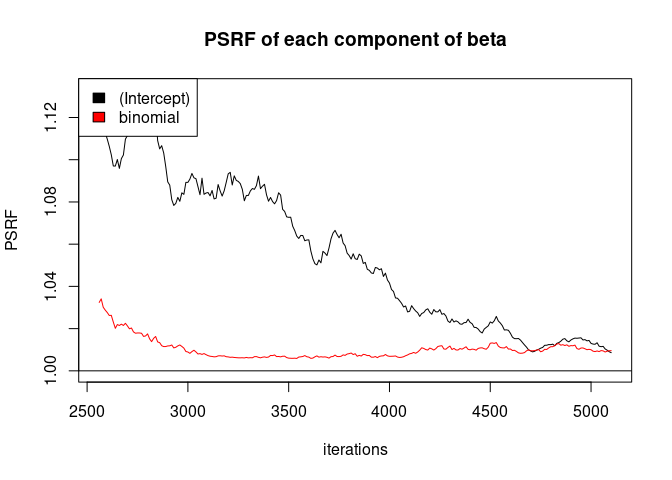 PSRF of each component of beta
(Intercept)
binomial
PSRF
1.12
1.08
1.04
1.00
2500 3000 3500 4000 4500 5000
iterations